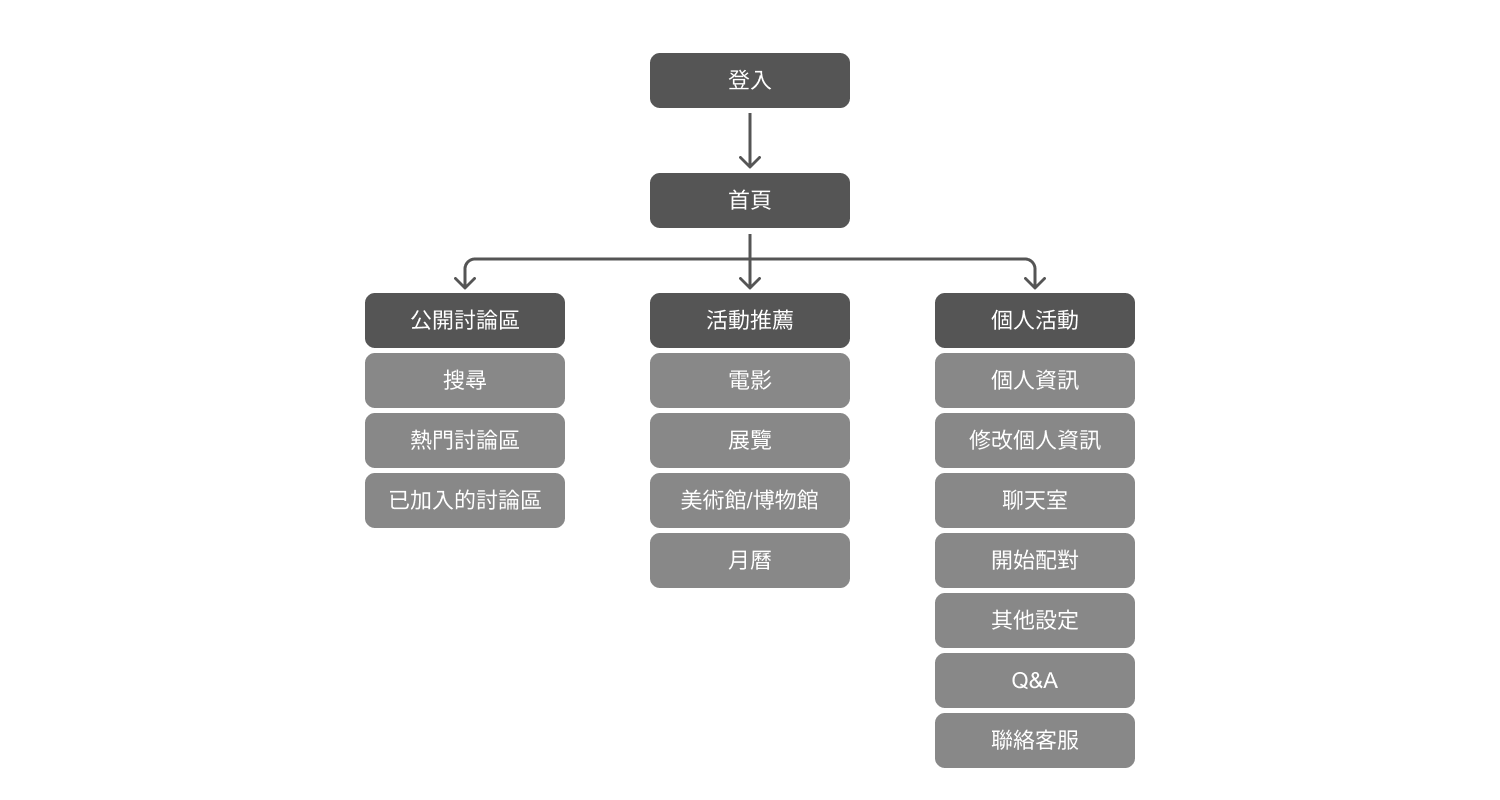 登入
首頁
公開討論區
搜尋
熱門討論區
已加入的討論區
活動推薦
電影
展覽
美術館/博物館
月曆
個人活動
個人資訊
修改個人資訊
聊天室
開始配對
其他設定
Q&A
聯絡客服